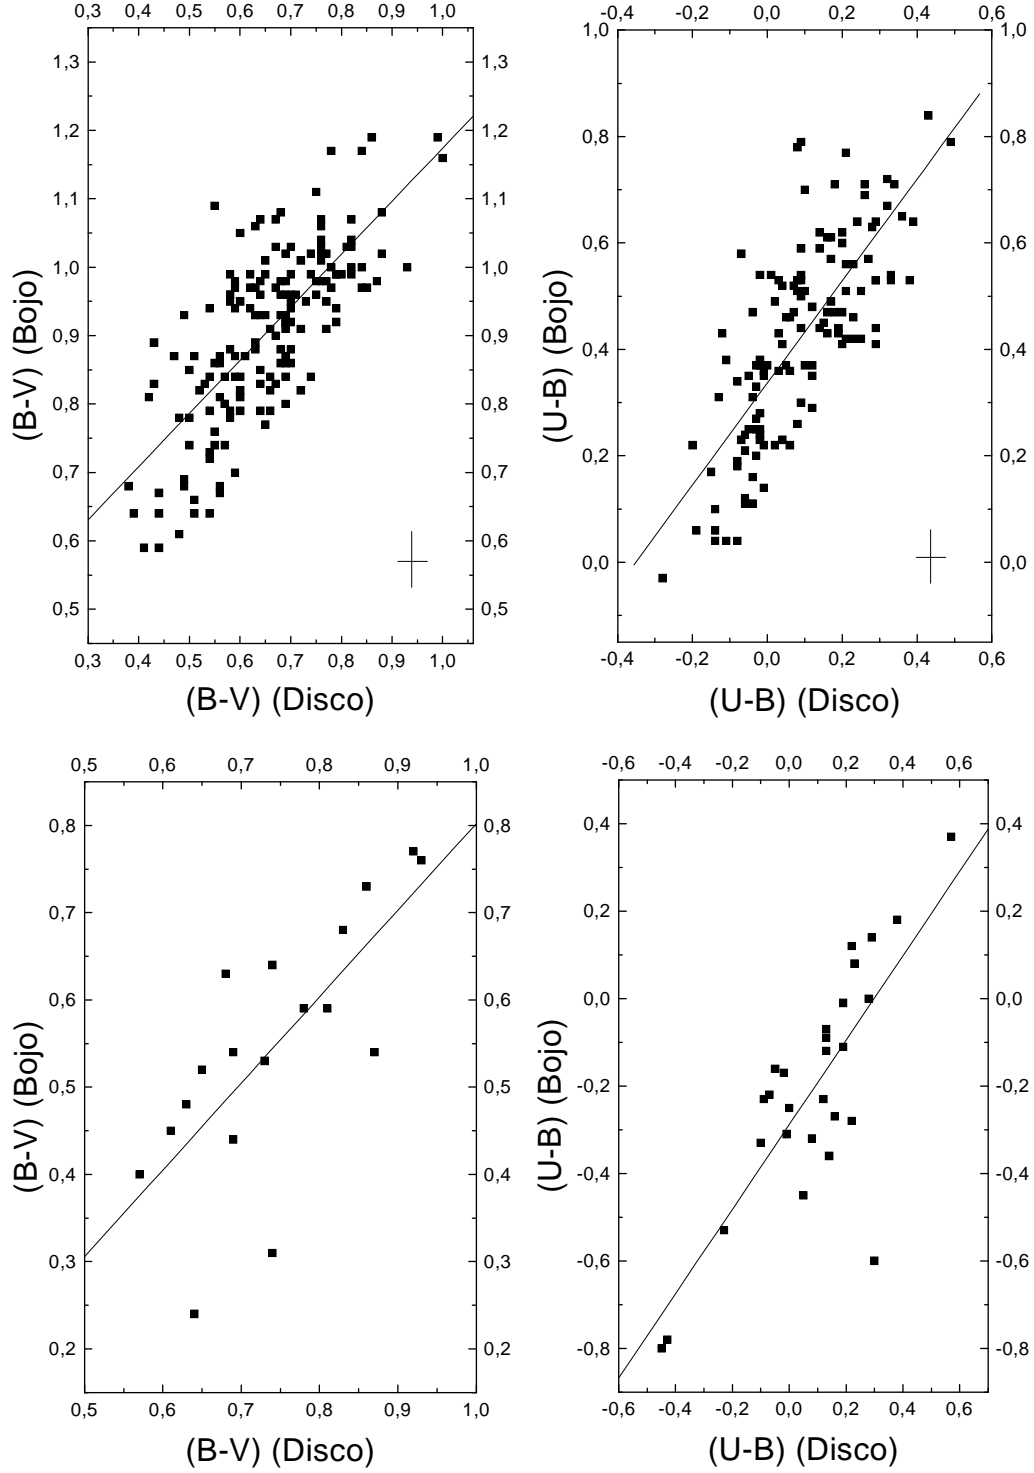 0,3 0,4 0,5 0,6 0,7 0,8 0,9 1,0
-0,4 -0,2 0,0 0,2 0,4 0,6
1,3 1,3
1,2 1,2
1,1 1,1
1,0 1,0
0,9 0,9
0,8 0,8
0,7 0,7
0,6 0,6
0,5 0,5
(B-V) (Bojo)
0,3 0,4 0,5 0,6 0,7 0,8 0,9 1,0
(B-V) (Disco)
1,0 1,0
0,8 0,8
0,6 0,6
0,4 0,4
0,2 0,2
0,0 0,0
(U-B) (Bojo)
-0,4 -0,2 0,0 0,2 0,4 0,6
(U-B) (Disco)
0,5 0,6 0,7 0,8 0,9 1,0
-0,6 -0,4 -0,2 0,0 0,2 0,4 0,6
0,8 0,8
0,7 0,7
0,6 0,6
0,5 0,5
0,4 0,4
0,3 0,3
0,2 0,2
(B-V) (Bojo)
0,5 0,6 0,7 0,8 0,9 1,0
(B-V) (Disco)
0,4 0,4
0,2 0,2
0,0 0,0
-0,2 -0,2
-0,4 -0,4
-0,6 -0,6
-0,8 -0,8
(U-B) (Bojo)
-0,6 -0,4 -0,2 0,0 0,2 0,4 0,6
(U-B) (Disco)